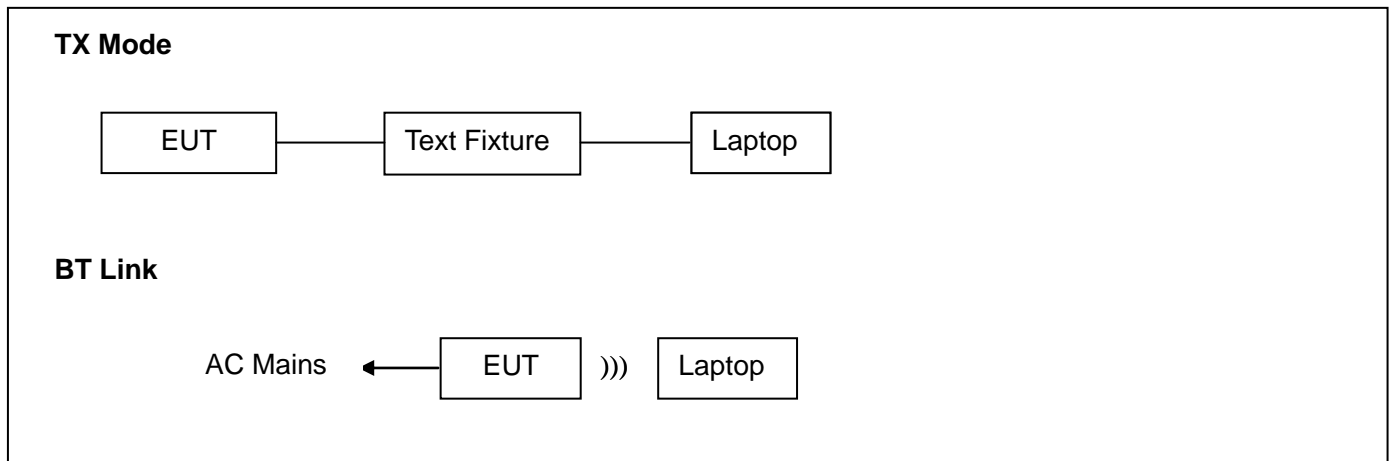 TX Mode
EUT Text Fixture Laptop
BT Link
AC Mains EUT ))) Laptop